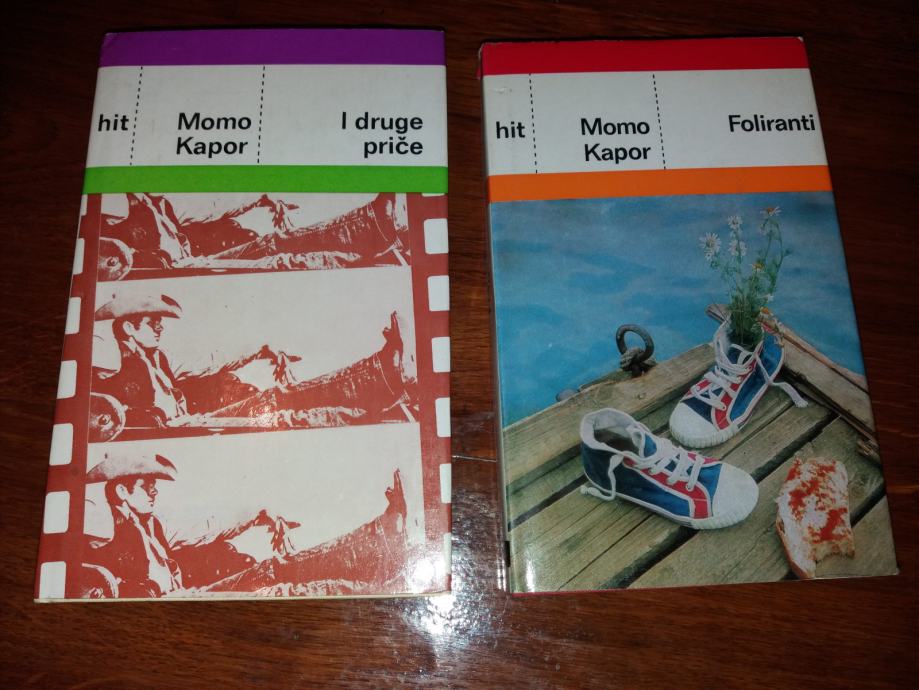 hit
Momo
Kapor
I druge
priče
hit
Momo
Kapor
Foliranti